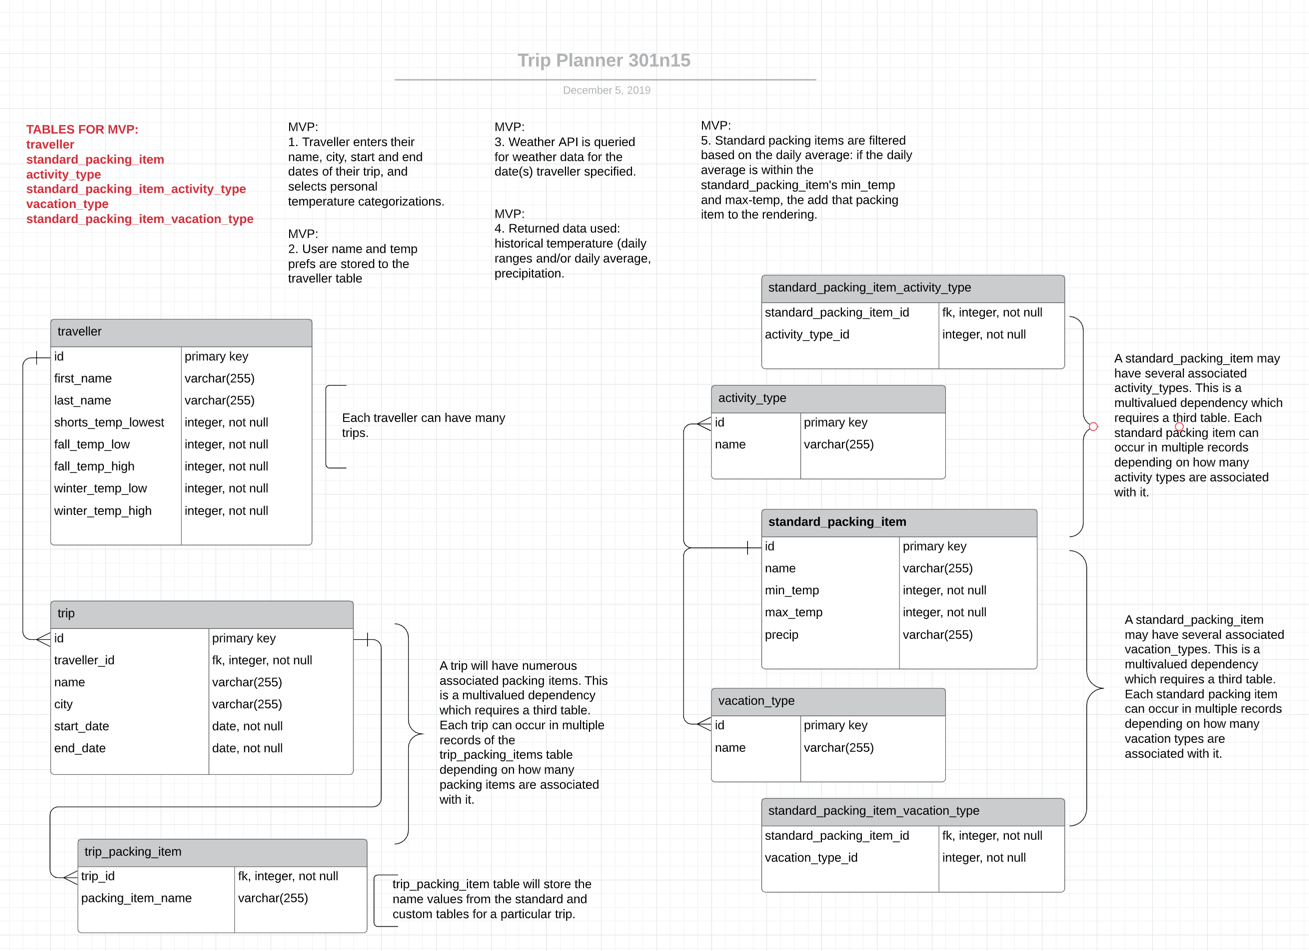 Trip Planner 301n15
December 5, 2019
TABLES FOR MVP:
traveller
standard_packing_item
activity_type
standard_packing_item_activity_type
vacation_type
standard_packing_item_vacation_type
MVP:
1. Traveller enters their
name, city, start and end
dates of their trip, and
selects personal
temperature categorizations.
MVP:
2. User name and temp
prefs are stored to the
traveller table
MVP:
3. Weather API is queried
for weather data for the
date(s) traveller specified.
MVP:
4. Returned data used:
historical temperature (daily
ranges and/or daily average,
precipitation.
MVP:
5. Standard packing items are filtered
based on the daily average: if the daily
average is within the
standard_packing_item's min_temp
and max-temp, the add that packing
item to the rendering.
traveller
id primary key
first_name varchar(255)
last_name varchar(255)
shorts_temp_lowest integer, not null
fall_temp_low integer, not null
fall_temp_high integer, not null
winter_temp_low integer, not null
winter_temp_high integer, not null
Each traveller can have many
trips.
trip
id primary key
traveller_id fk, integer, not null
name varchar(255)
city varchar(255)
start_date date, not null
end_date date, not null
A trip will have numerous
associated packing items. This
is a multivalued dependency
which requires a third table.
Each trip can occur in multiple
records of the
trip_packing_items table
depending on how many
packing items are associated
with it.
trip_packing_item
trip_id fk, integer, not null
packing_item_name varchar(255)
trip_packing_item table will store the
name values from the standard and
custom tables for a particular trip.
standard_packing_item_activity_type
standard_packing_item_id fk, integer, not null
activity_type_id integer, not null
activity_type
id primary key
name varchar(255)
A standard_packing_item may
have several associated
activity_types. This is a
multivalued dependency which
requires a third table. Each
standard packing item can
occur in multiple records
depending on how many
activity types are associated
with it.
standard_packing_item
id primary key
name varchar(255)
min_temp integer, not null
max_temp integer, not null
precip varchar(255)
vacation_type
id primary key
name varchar(255)
A standard_packing_item
may have several associated
vacation_types. This is a
multivalued dependency
which requires a third table.
Each standard packing item
can occur in multiple records
depending on how many
vacation types are
associated with it.
standard_packing_item_vacation_type
standard_packing_item_id fk, integer, not null
vacation_type_id integer, not null